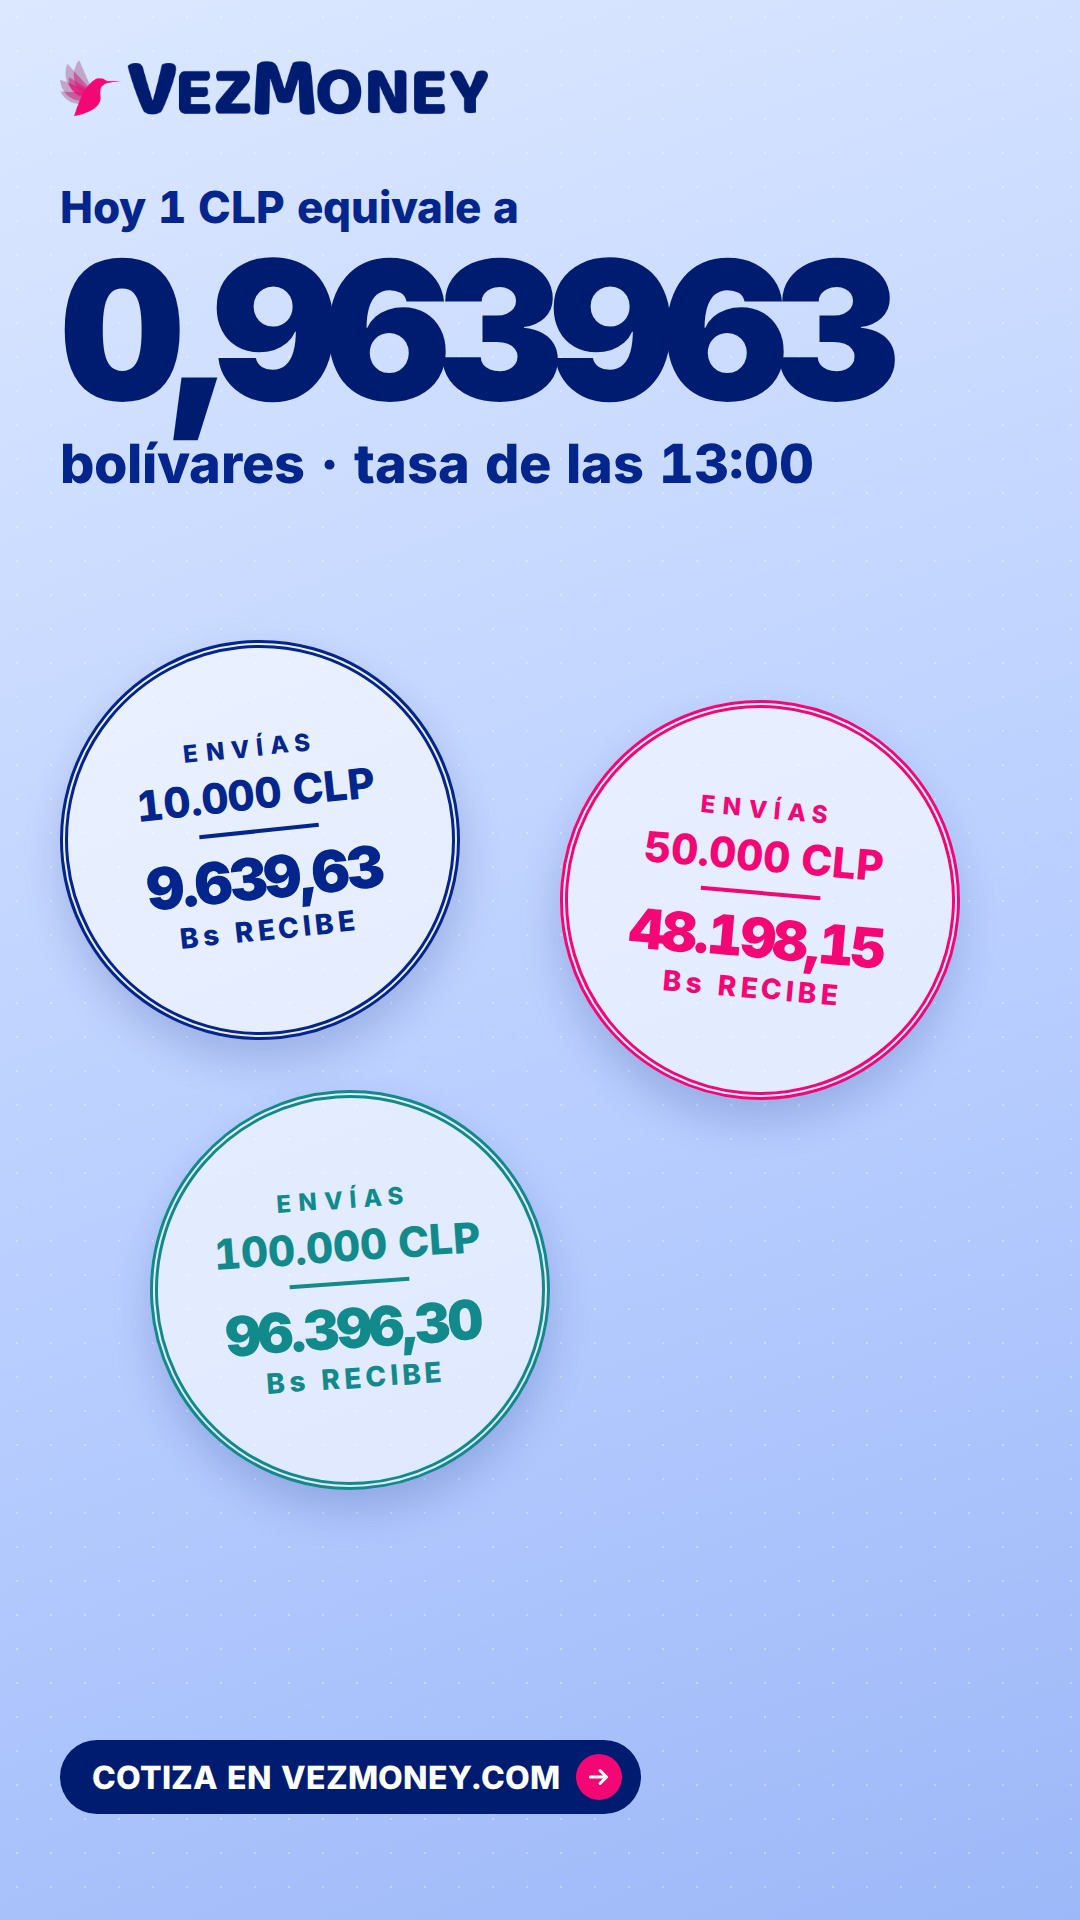 VEZMONEY
Hoy 1 CLP equivale a
0,963963
bolívares · tasa de las 13:00
ENVÍAS
10.000 CLP
9.639,63
Bs RECIBE
ENVÍAS
50.000 CLP
48.198,15
Bs RECIBE
ENVÍAS
100.000 CLP
96.396,30
Bs RECIBE
COTIZA EN VEZMONEY.COM